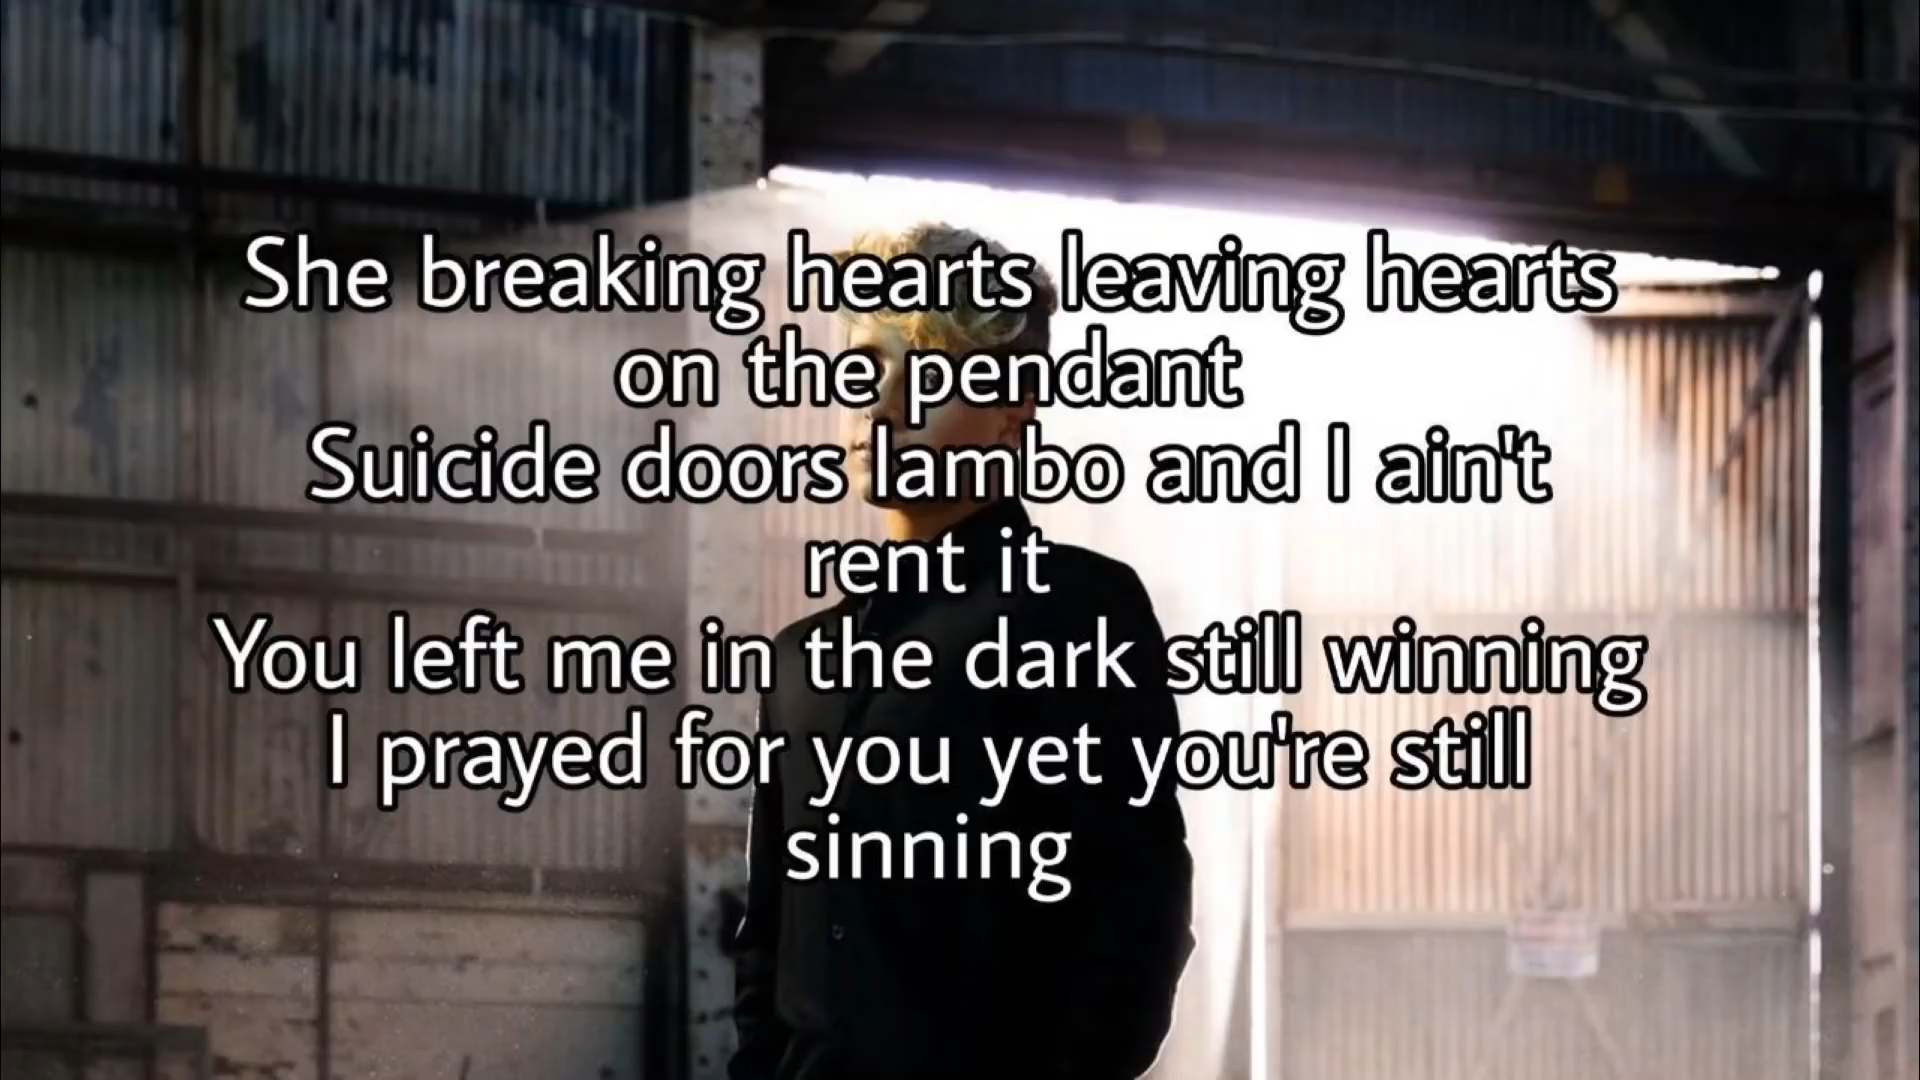 She breaking hearts leaving hearts
on the pendant
Suicide doors lambo and I ain't
rent it
You left me in the dark still winning
I prayed for you yet you're still
sinning